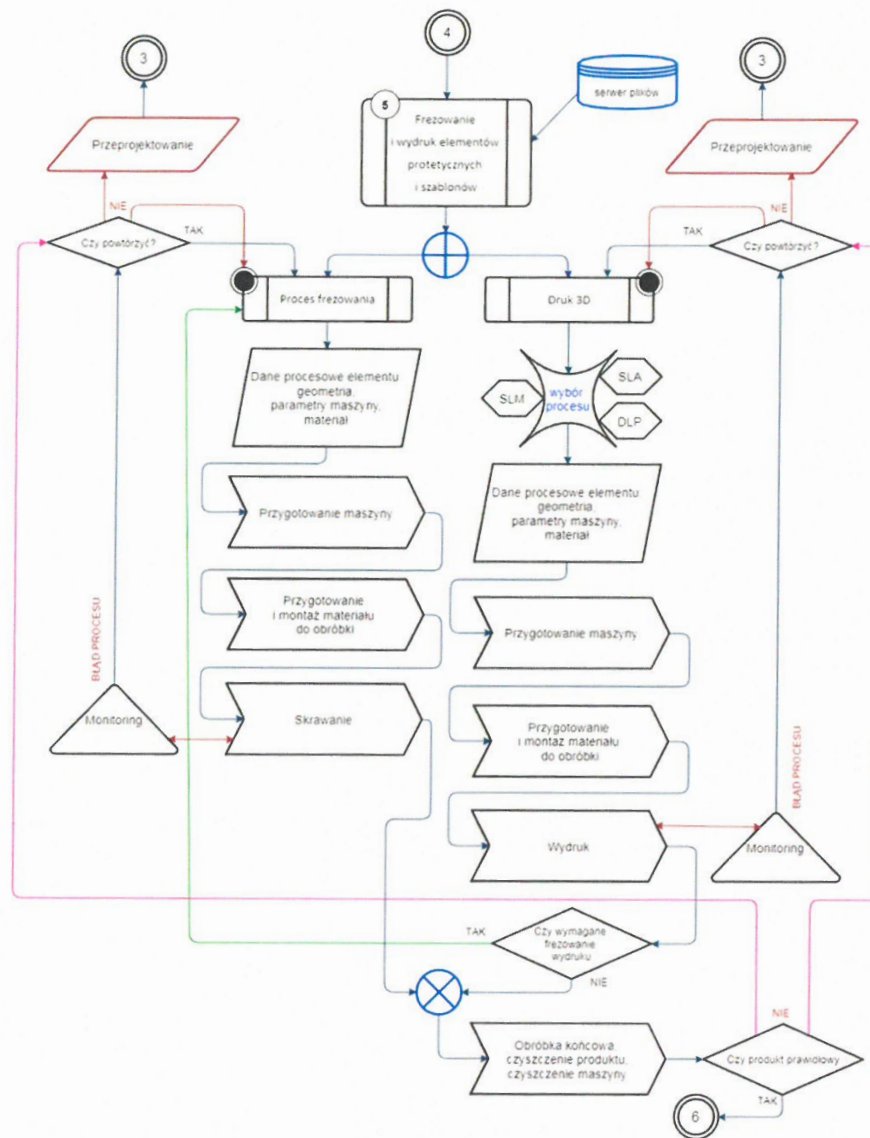 4
3
3
5
serwer plików
Frezowanie
i wydruk elementów
protetycznych
i szablonów
Przeprojektowanie
Przeprojektowanie
NIE
NIE
Czy powtórzyć?
TAK
TAK
Czy powtórzyć?
Proces frezowania
Druk 3D
Dane procesowe elementu
geometria,
parametry maszyny,
materiał
SLM
wybór
procesu
SLA
DLP
Przygotowanie maszyny
Dane procesowe elementu:
geometria,
parametry maszyny,
materiał
Przygotowanie
i montaż materiału
do obróbki
Przygotowanie maszyny
BŁĄD PROCESU
Monitoring
Skrawanie
Przygotowanie
i montaż materiału
do obróbki
BŁĄD PROCESU
Wydruk
Monitoring
TAK
Czy wymagane
frezowanie
wydruku
NIE
NIE
Obróbka końcowa,
czyszczenie produktu,
czyszczenie maszyny
Czy produkt prawidłowy
TAK
6